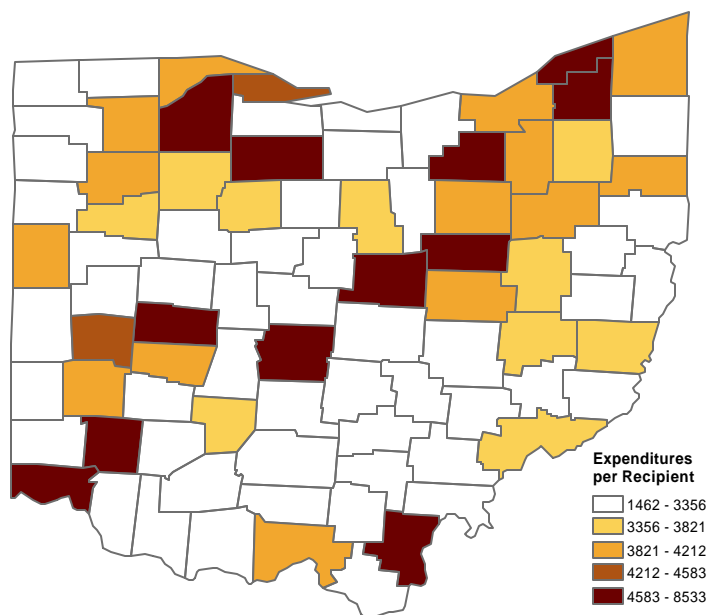 Expenditures
per Recipient
1462 - 3356
3356 - 3821
3821 - 4212
4212 - 4583
4583 - 8533